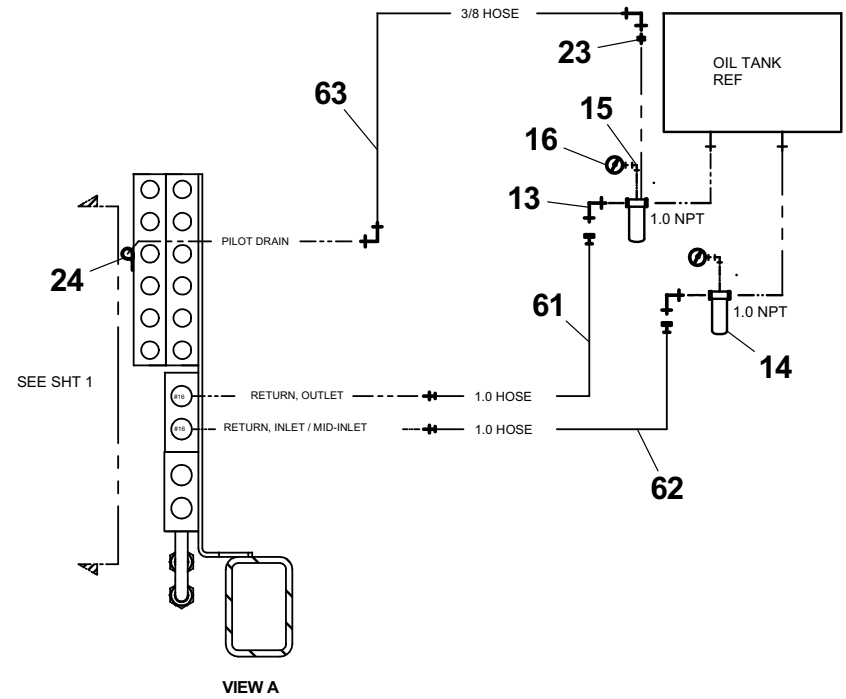 3/8 HOSE
23
OIL TANK
REF
63
15
16
13
1.0 NPT
PILOT DRAIN
24
61
1.0 NPT
14
SEE SHT 1
#16
RETURN, OUTLET
1.0 HOSE
#16
RETURN, INLET / MID-INLET
1.0 HOSE
62
VIEW A